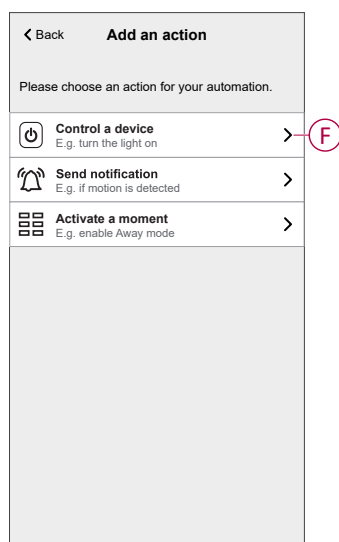 Back Add an action
Please choose an action for your automation.
Control a device
E.g. turn the light on
F
Send notification
E.g. if motion is detected
Activate a moment
E.g. enable Away mode